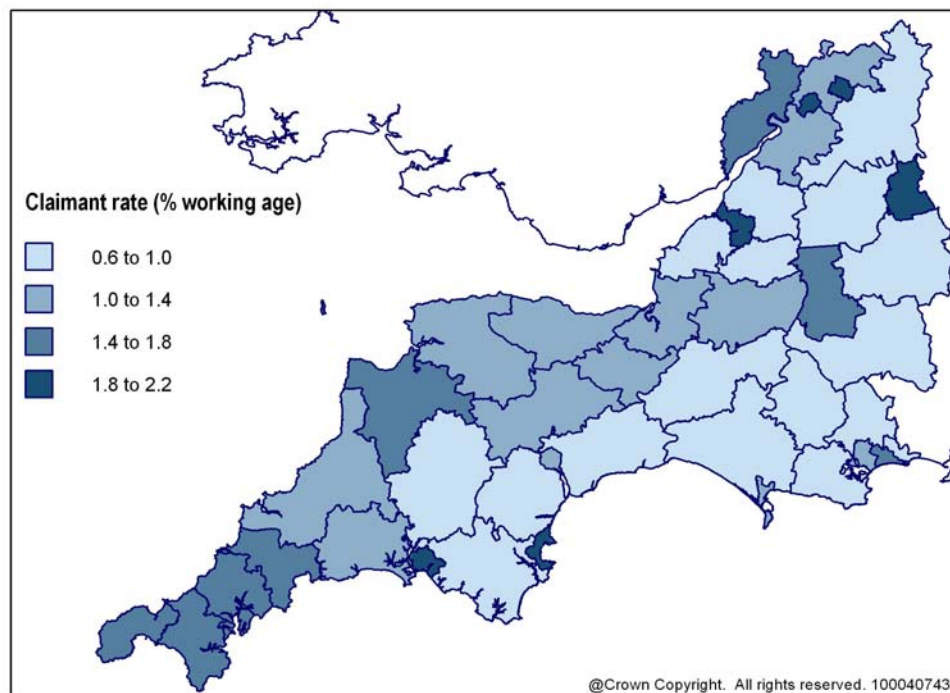 Claimant rate (% working age)
0.6 to 1.0
1.0 to 1.4
1.4 to 1.8
1.8 to 2.2
@Crown Copyright. All rights reserved. 100040743